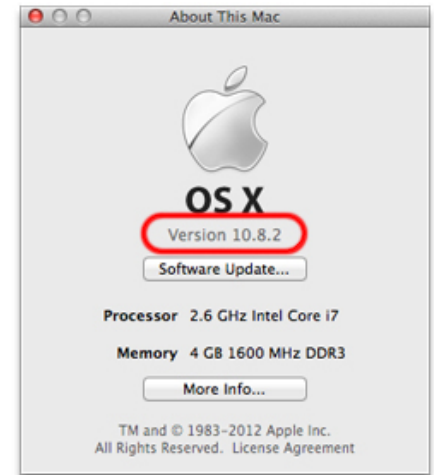 About This Mac
OS X
Version 10.8.2
Software Update...
Processor 2.6 GHz Intel Core i7
Memory 4 GB 1600 MHz DDR3
More Info...
TM and © 1983–2012 Apple Inc.
All Rights Reserved. License Agreement